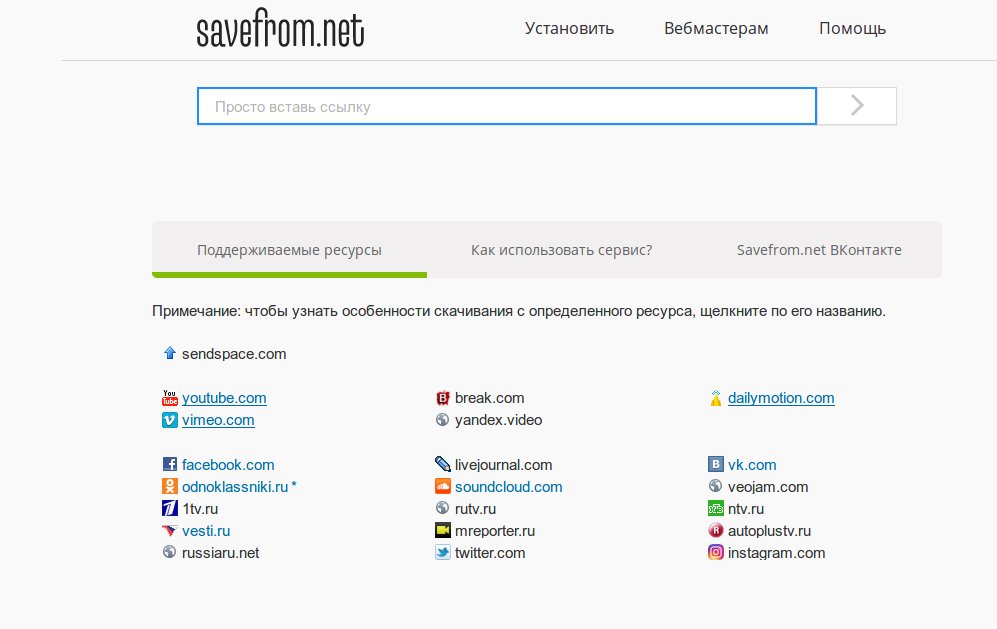 savefrom.net Установить Вебмастерам Помощь
Просто вставь ссылку
Поддерживаемые ресурсы Как использовать сервис? Savefrom.net ВКонтакте
Примечание: чтобы узнать особенности скачивания с определенного ресурса, щелкните по его названию.
sendspace.com
You Tube youtube.com break.com dailymotion.com
vimeo.com yandex.video
facebook.com livejournal.com vk.com
odnoklassniki.ru * soundcloud.com veojam.com
1tv.ru rutv.ru ntv.ru
vesti.ru mreporter.ru autoplustv.ru
russiaru.net twitter.com instagram.com